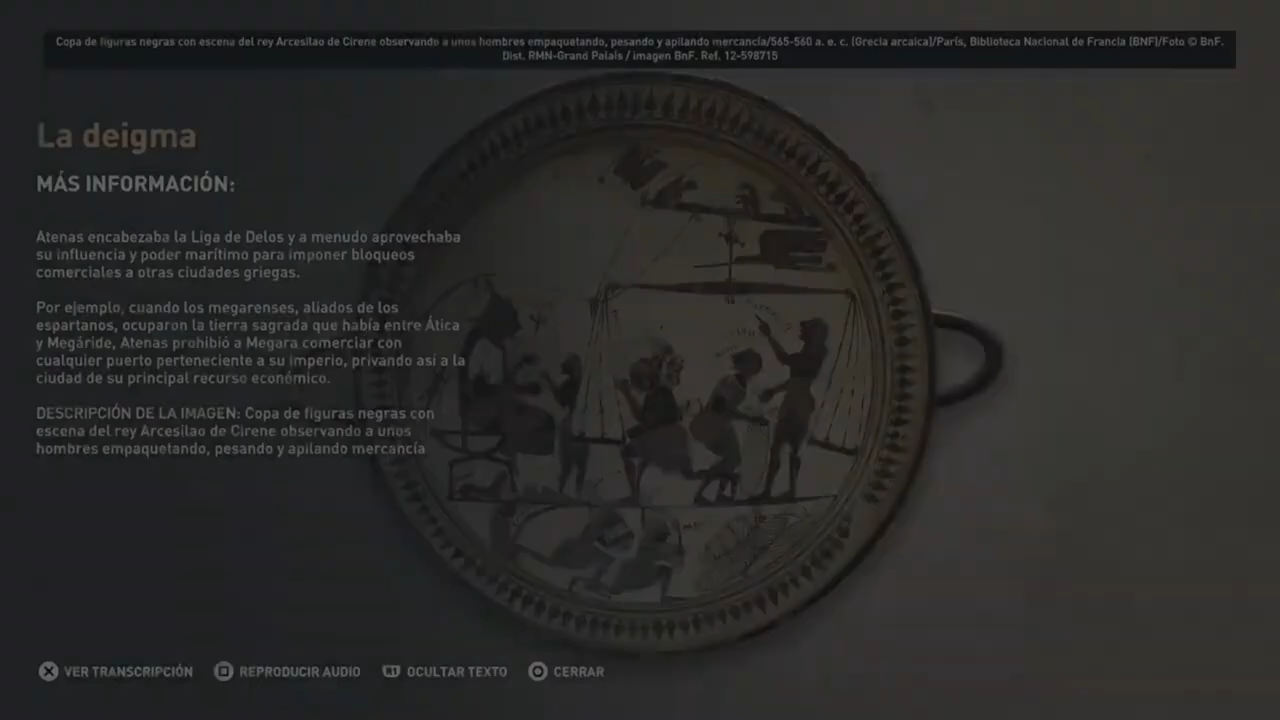 Copa de figuras negras con escena del rey Arcesilao de Cirene observando a unos hombres empaquetando, pesando y apilando mercancía/565-560 a. e. c. (Grecia arcaica)/París, Biblioteca Nacional de Francia (BNF)/Foto © BnF.
Dist. RMN-Grand Palais / imagen BnF. Ref. 12-598715
La deigma
MÁS INFORMACIÓN:
Atenas encabezaba la Liga de Delos y a menudo aprovechaba
su influencia y poder marítimo para imponer bloqueos
comerciales a otras ciudades griegas.
Por ejemplo, cuando los megarenses, aliados de los
espartanos, ocuparon la tierra sagrada que había entre Ática
y Megáride, Atenas prohibió a Megara comerciar con
cualquier puerto perteneciente a su imperio, privando así a la
ciudad de su principal recurso económico.
DESCRIPCIÓN DE LA IMAGEN: Copa de figuras negras con
escena del rey Arcesilao de Cirene observando a unos
hombres empaquetando, pesando y apilando mercancía
VER TRANSCRIPCIÓN REPRODUCIR AUDIO R1 OCULTAR TEXTO CERRAR